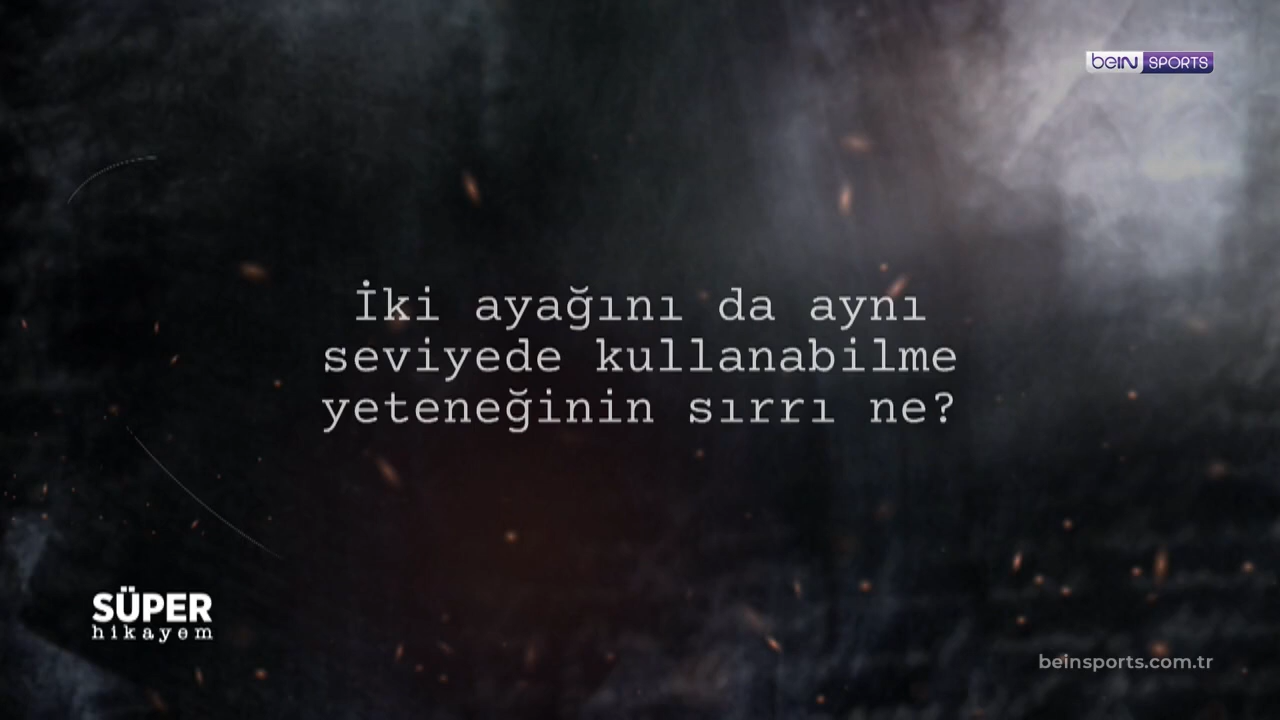 beIN SPORTS
İki ayağını da aynı
seviyede kullanabilme
yeteneğinin sırrı ne?
SÜPER
hikayem
beinsports.com.tr